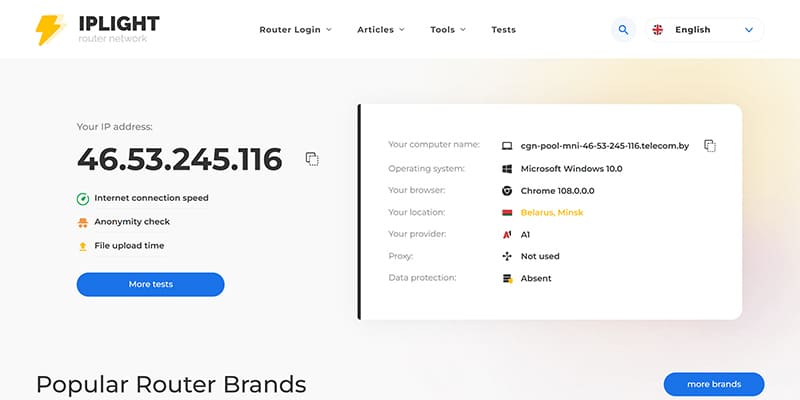 IPLIGHT
router network
Router Login Articles Tools Tests English
Your IP address:
46.53.245.116
Internet connection speed
Anonymity check
File upload time
More tests
Your computer name: cgn-pool-mni-46-53-245-116.telecom.by
Operating system: Microsoft Windows 10.0
Your browser: Chrome 108.0.0.0
Your location: Belarus, Minsk
Your provider: A1
Proxy: Not used
Data protection: Absent
Popular Router Brands
more brands